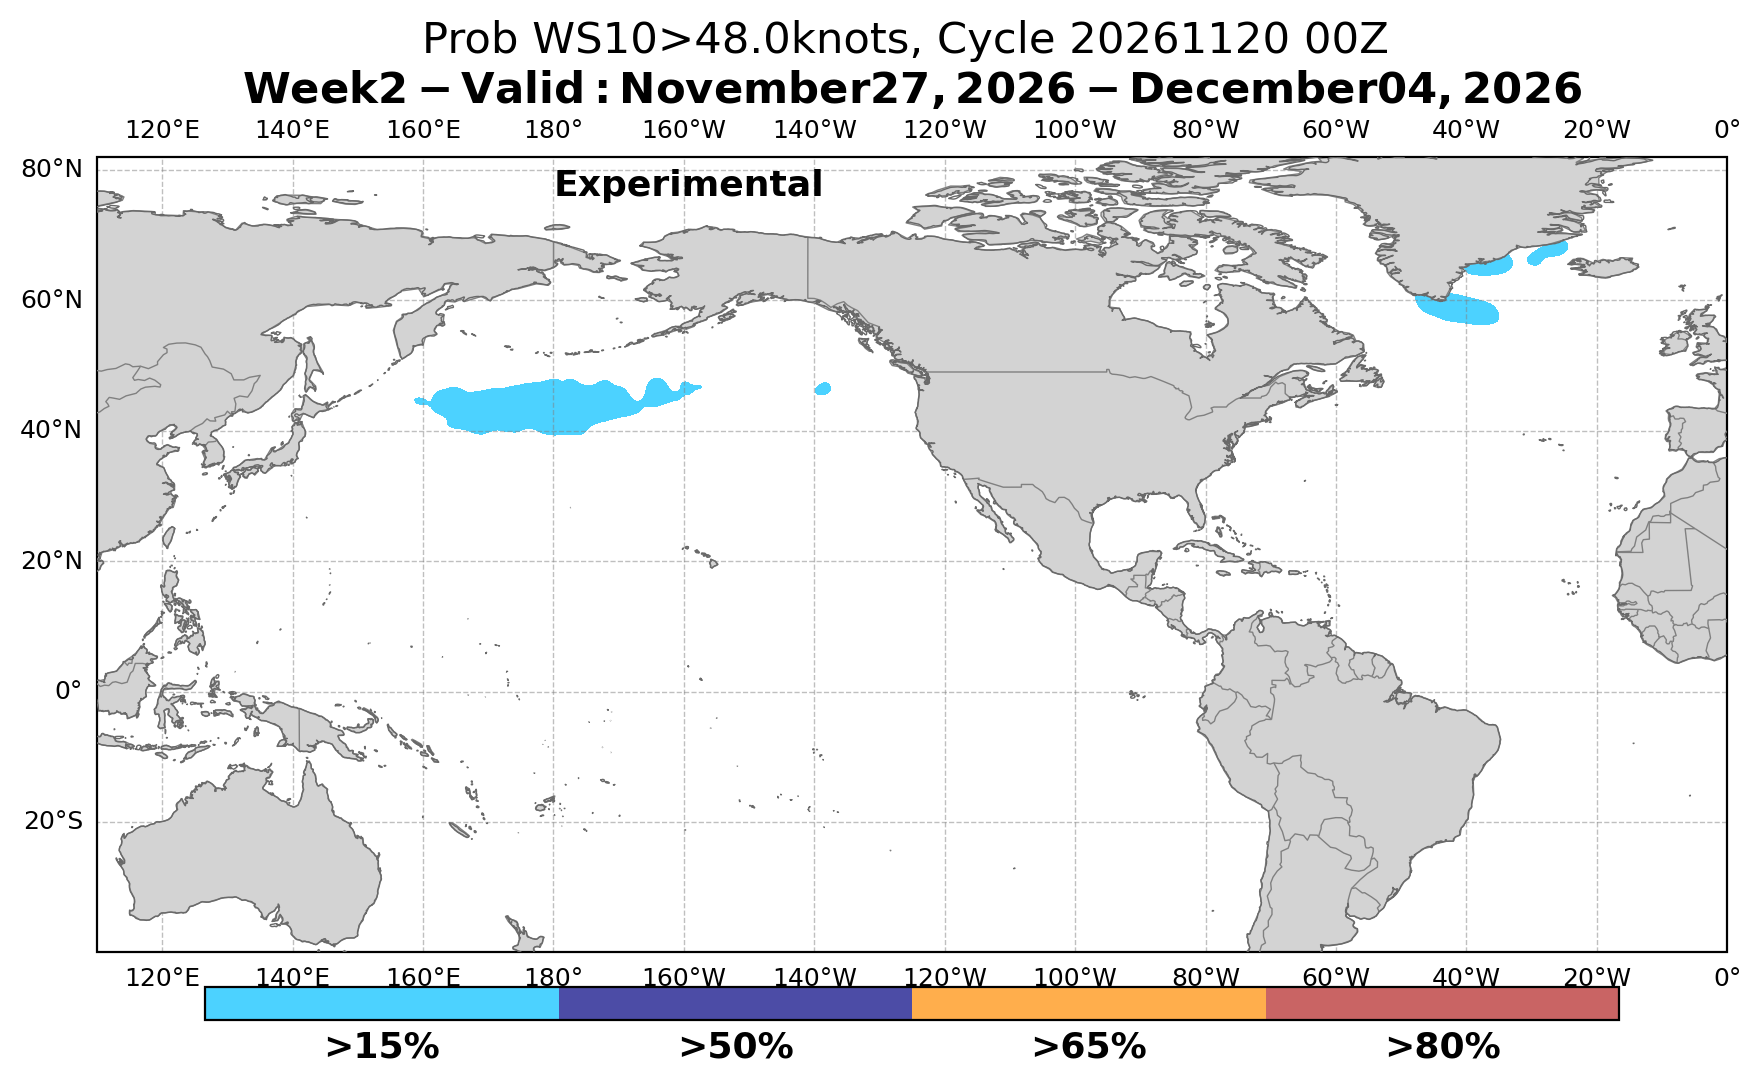 Prob WS10>48.0knots, Cycle 20261120 00Z
Week2 − Valid : November27, 2026 − December04, 2026
120°E 140°E 160°E 180° 160°W 140°W 120°W 100°W 80°W 60°W 40°W 20°W 0°
80°N
Experimental
60°N
40°N
20°N
0°
20°S
120°E 140°E 160°E 180° 160°W 140°W 120°W 100°W 80°W 60°W 40°W 20°W 0°
>15% >50% >65% >80%